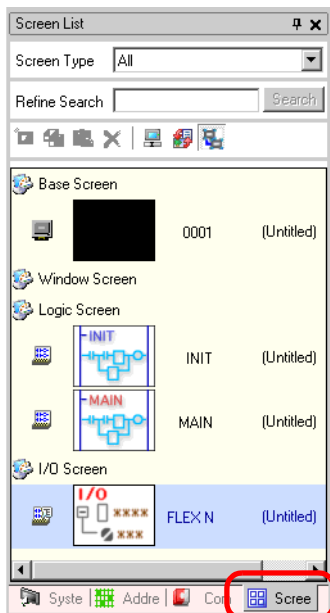 Screen List
Screen Type All
Refine Search Search
Base Screen
0001 (Untitled)
Window Screen
Logic Screen
INIT
INIT (Untitled)
MAIN
MAIN (Untitled)
I/O Screen
I/O
****
***
FLEX N (Untitled)
Syste Addre Com Scree